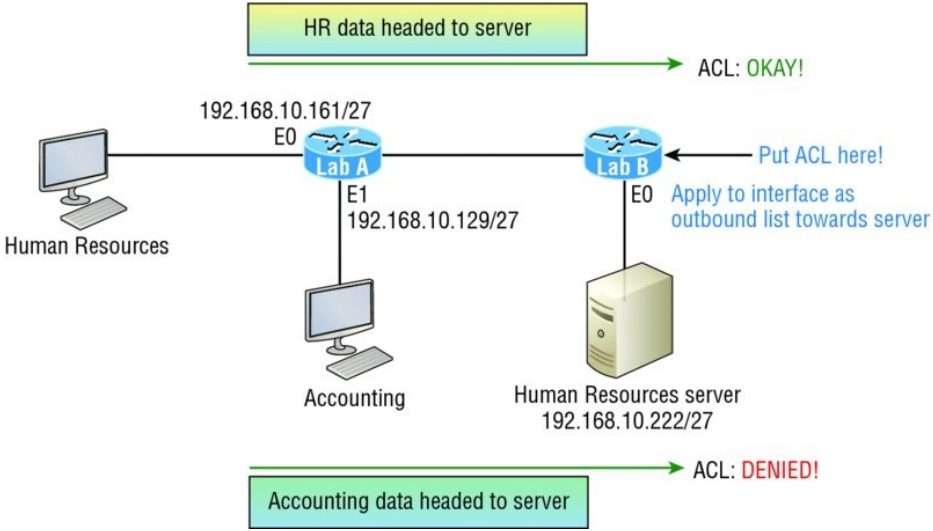 HR data headed to server
ACL: OKAY!
192.168.10.161/27
E0
Lab A
Lab B
Put ACL here!
E1
192.168.10.129/27
E0
Apply to interface as
outbound list towards server
Human Resources
Accounting
Human Resources server
192.168.10.222/27
ACL: DENIED!
Accounting data headed to server